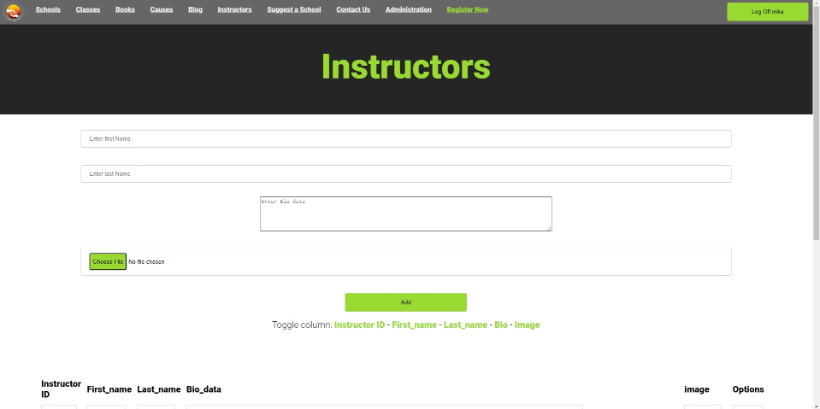 Schools Classes Books Causes Blog Instructors Suggest a School Contact Us Administration Register Now Log Off mike
Instructors
Enter first Name
Enter last Name
Enter Bio data
Choose File No file chosen
Add
Toggle column: Instructor ID - First_name - Last_name - Bio - Image
Instructor ID First_name Last_name Bio_data image Options